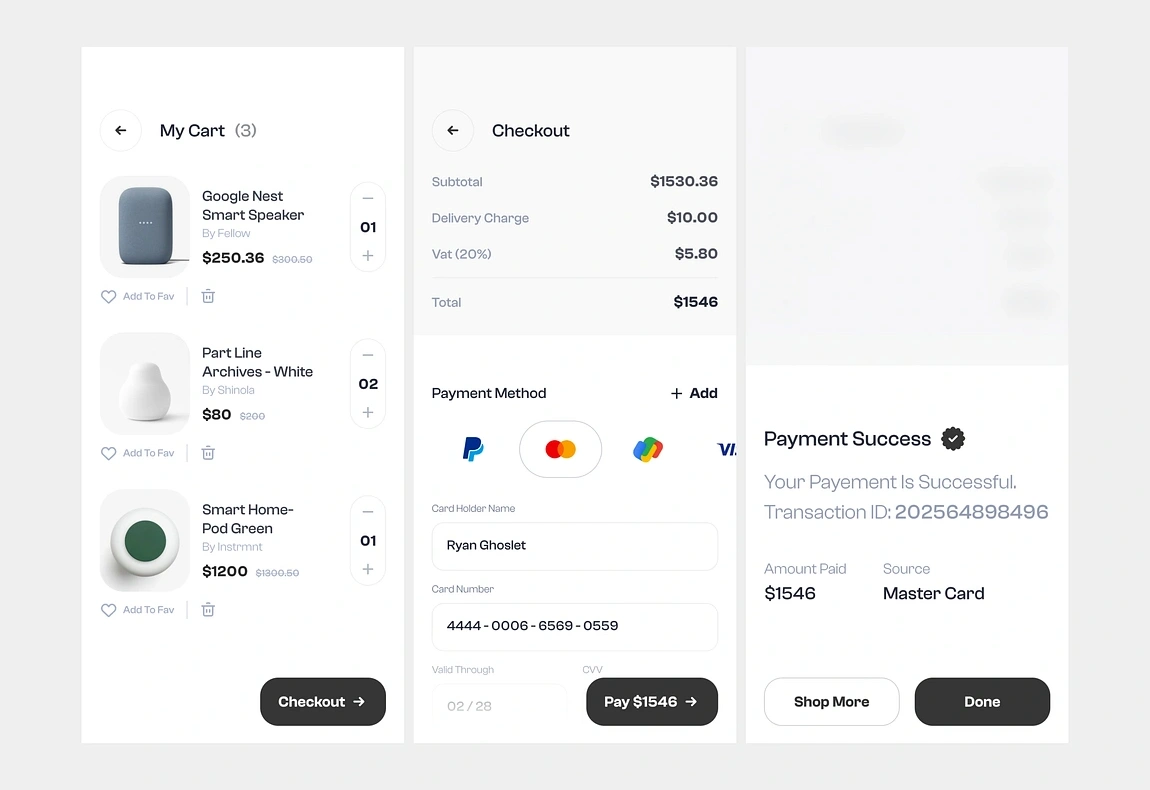 My Cart (3)
Google Nest
Smart Speaker
By Fellow
$250.36 $300.50
01
Add To Fav
Part Line
Archives - White
By Shinola
$80 $200
02
Add To Fav
Smart Home-
Pod Green
By Instrmnt
$1200 $1300.50
01
Add To Fav
Checkout
Checkout
Subtotal $1530.36
Delivery Charge $10.00
Vat (20%) $5.80
Total $1546
Payment Method + Add
VI
Card Holder Name
Ryan Ghoslet
Card Number
4444 - 0006 - 6569 - 0559
Valid Through CVV
02 / 28
Pay $1546
Payment Success
Your Payement Is Successful.
Transaction ID: 202564898496
Amount Paid Source
$1546 Master Card
Shop More Done